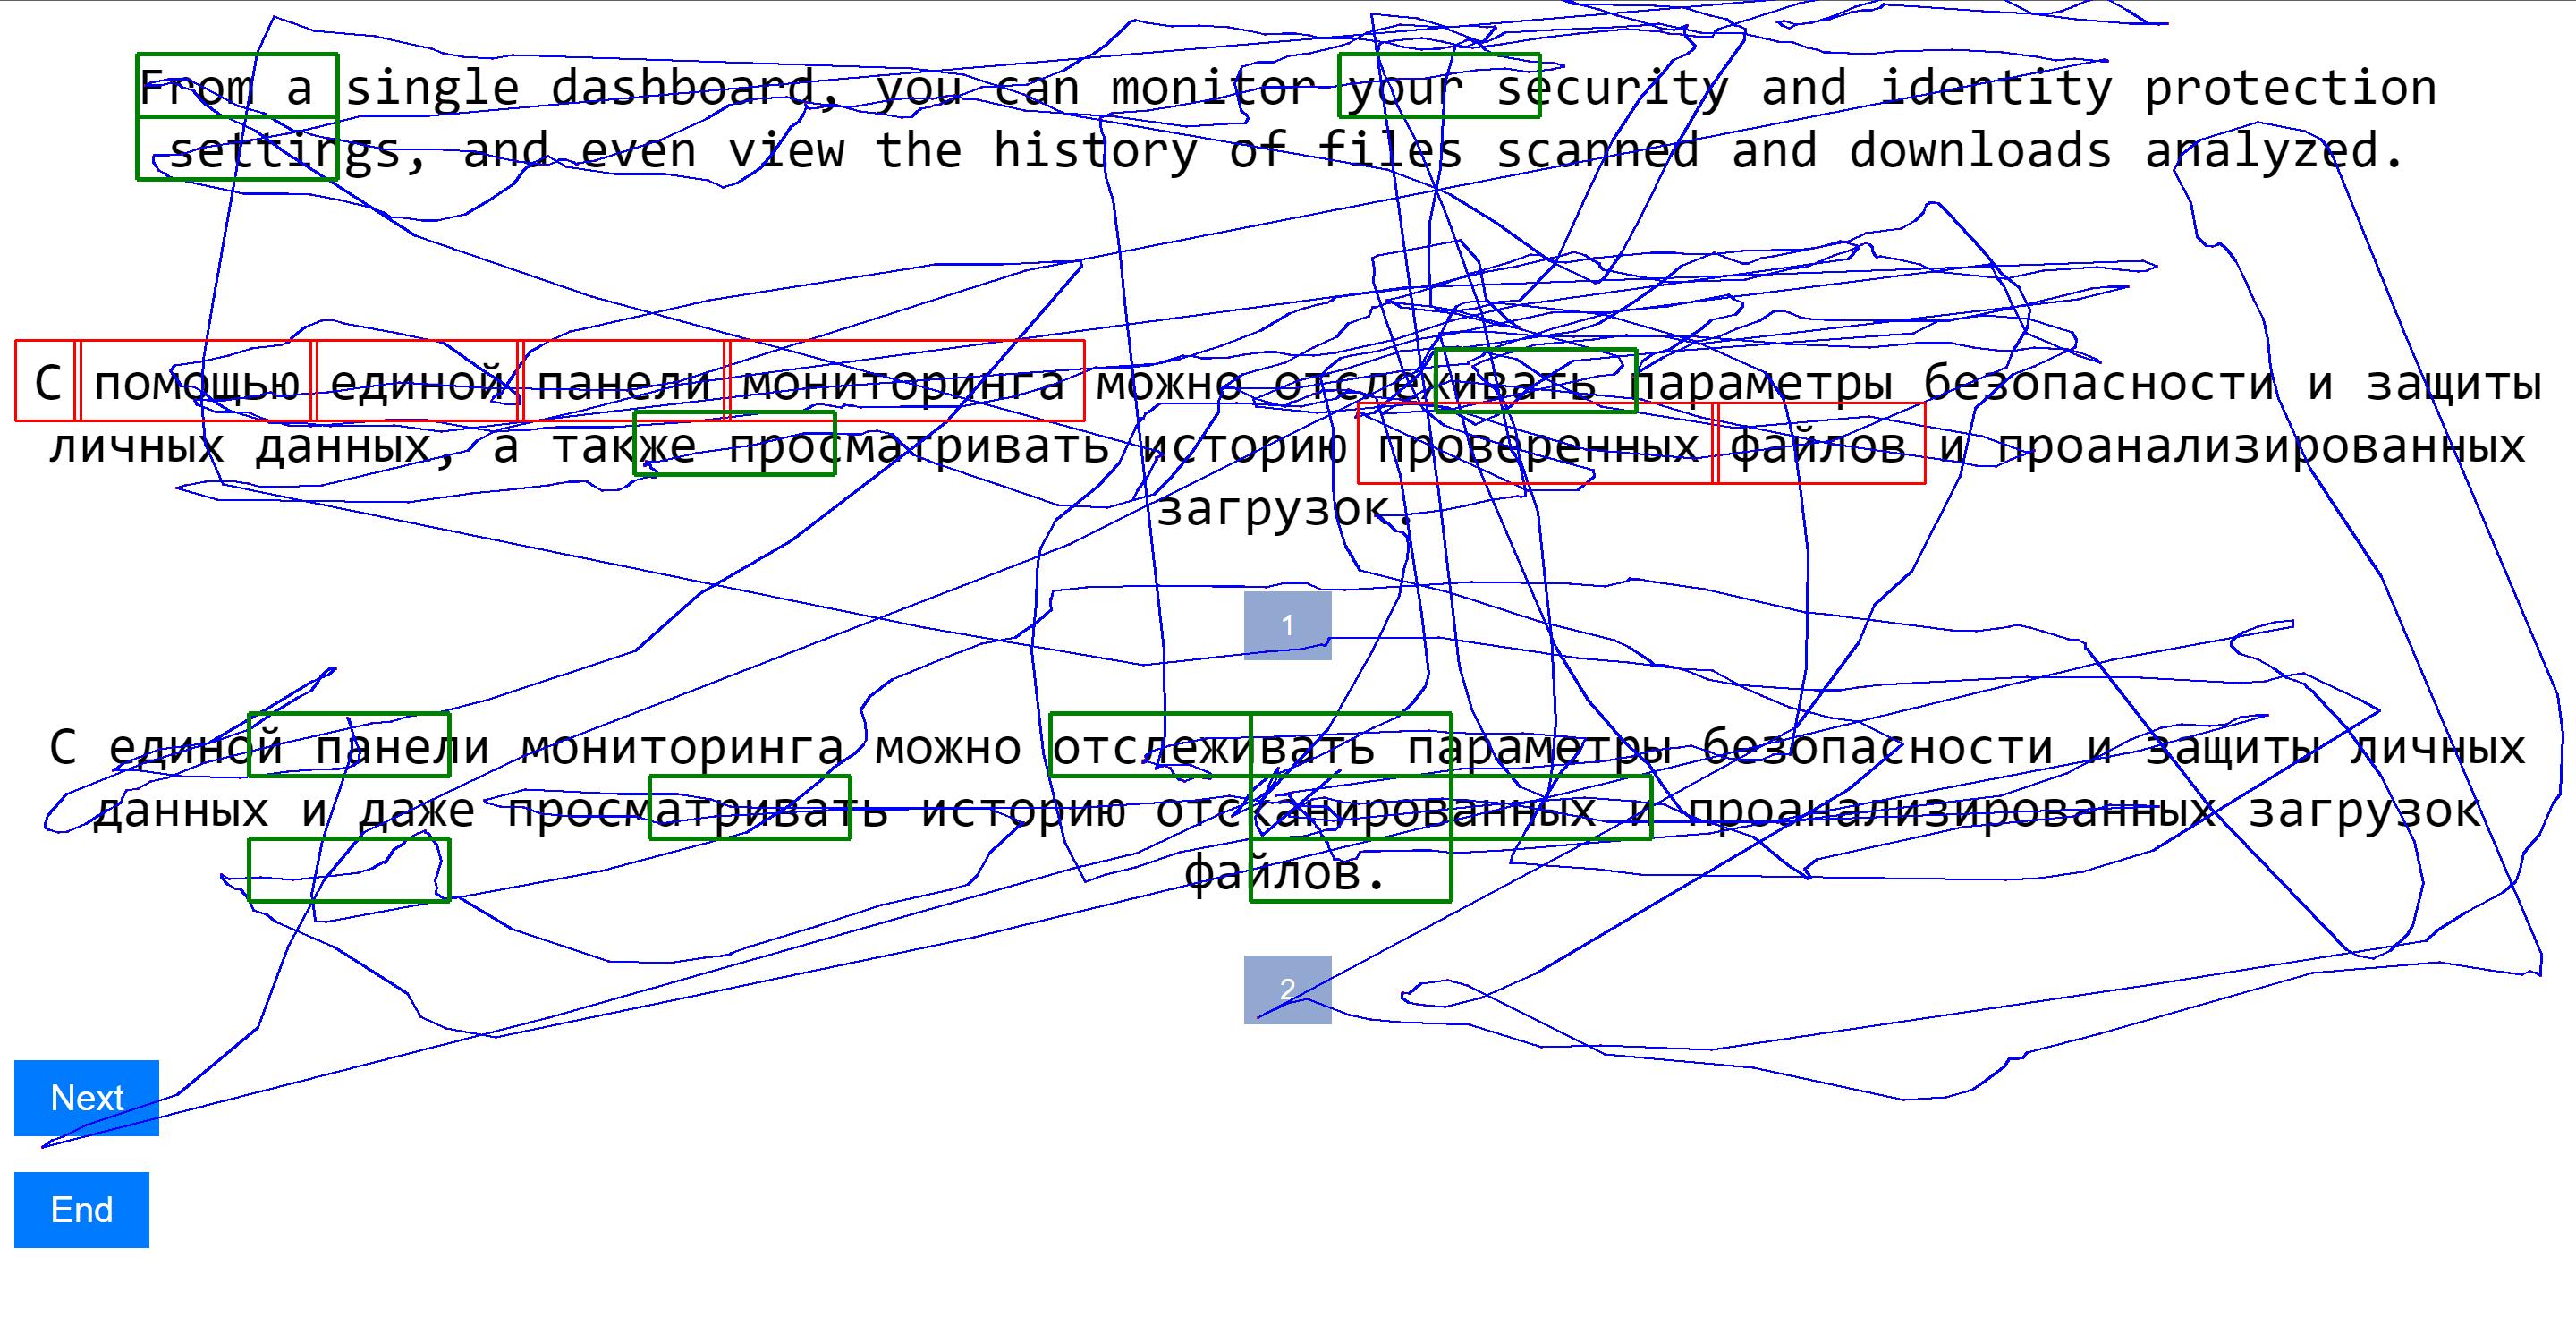 From a single dashboard, you can monitor your security and identity protection
settings, and even view the history of files scanned and downloads analyzed.
С помощью единой панели мониторинга можно отслеживать параметры безопасности и защиты
личных данных, а также просматривать историю проверенных файлов и проанализированных
загрузок.
1
С единой панели мониторинга можно отслеживать параметры безопасности и защиты личных
данных и даже просматривать историю отсканированных и проанализированных загрузок
файлов.
2
Next
End